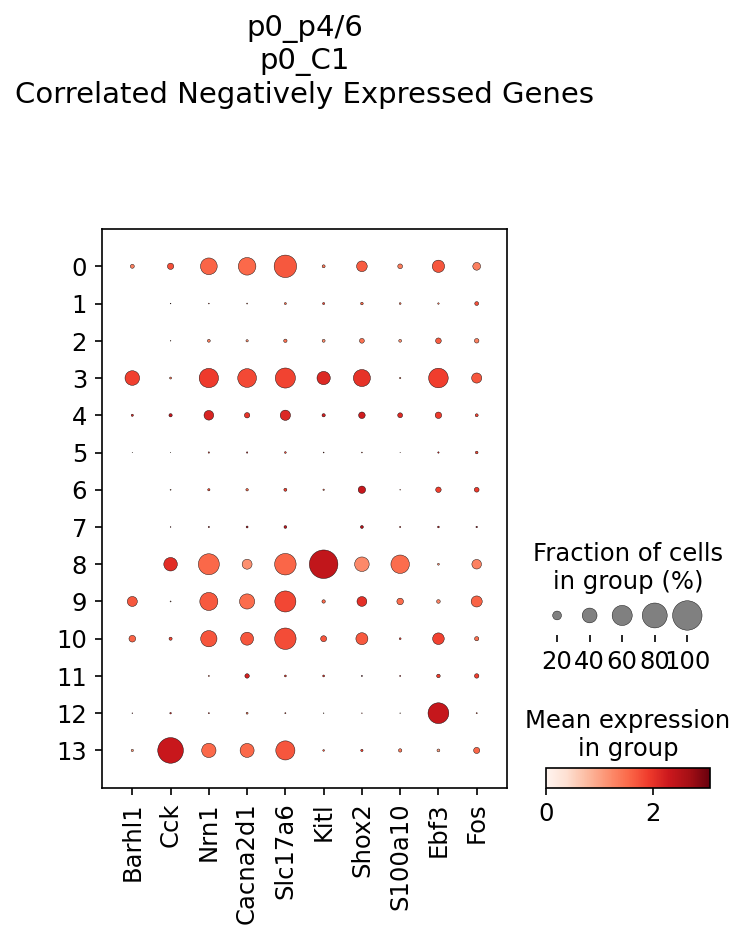 p0_p4/6
p0_C1
Correlated Negatively Expressed Genes
0
1
2
3
4
5
6
7
8
9
10
11
12
13
Barhl1
Cck
Nrn1
Cacna2d1
Slc17a6
Kitl
Shox2
S100a10
Ebf3
Fos
Fraction of cells
in group (%)
20 40 60 80 100
Mean expression
in group
0 2